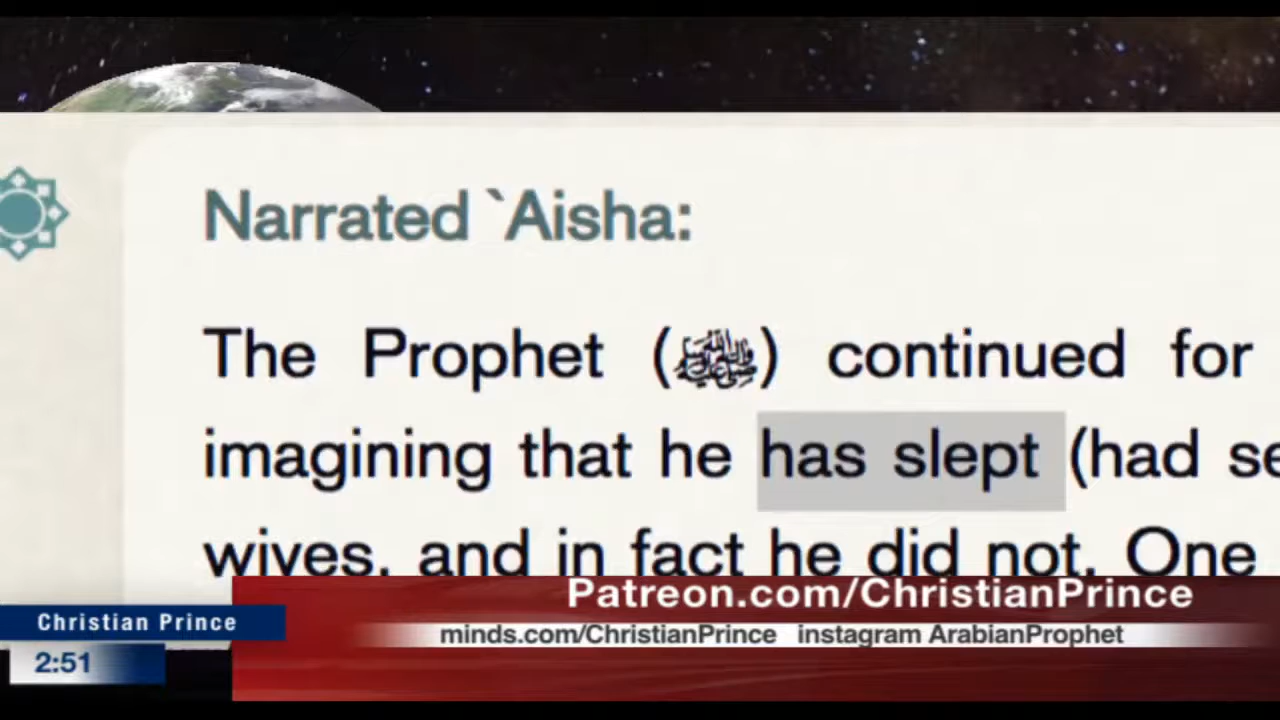 Narrated `Aisha:
The Prophet (ﷺ) continued for
imagining that he has slept (had se
wives, and in fact he did not. One
Patreon.com/ChristianPrince
Christian Prince
minds.com/ChristianPrince instagram ArabianProphet
2:51